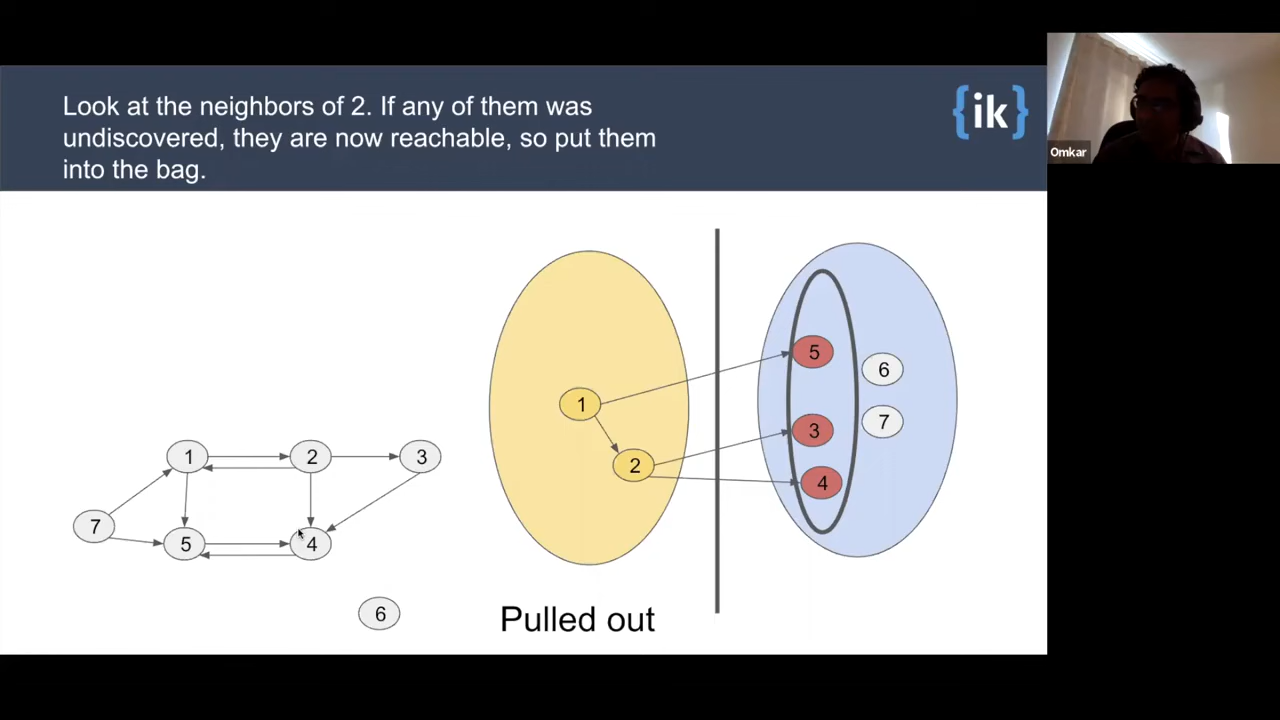 Look at the neighbors of 2. If any of them was
undiscovered, they are now reachable, so put them
into the bag.
{ik}
Omkar
1
2
3
7
5
4
6
1
2
5
3
4
6
7
Pulled out